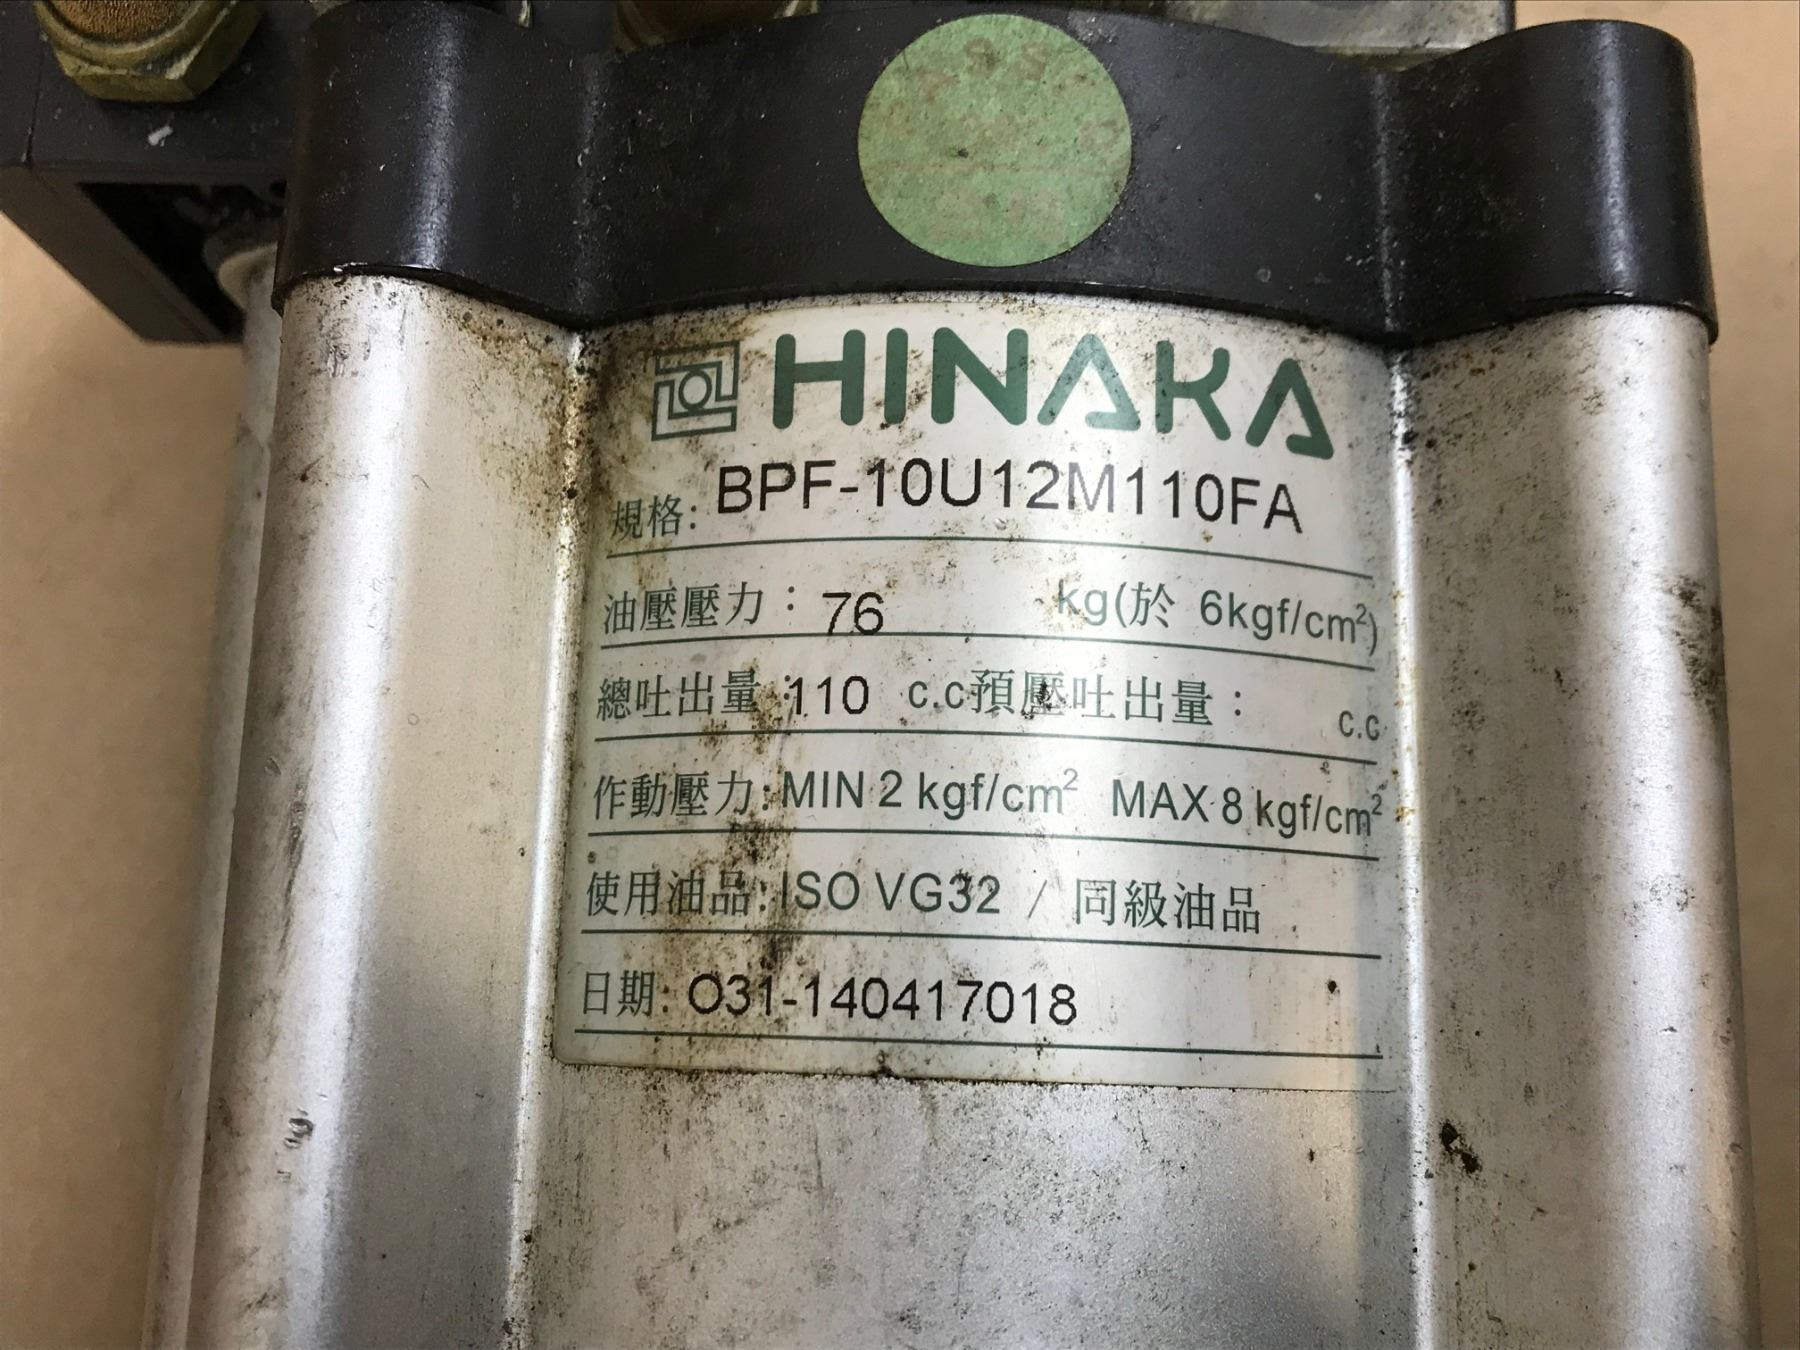 HINAKA
規格: BPF-10U12M110FA
油壓壓力: 76 kg(於 6kgf/cm²)
總吐出量:110 c.c預壓吐出量: c.c
作動壓力:MIN 2 kgf/cm² MAX 8 kgf/cm²
使用油品:ISO VG32 / 同級油品
日期: O31-140417018